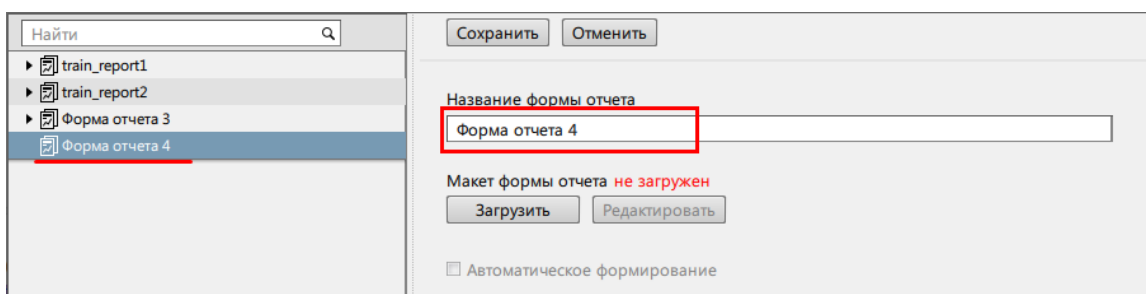 Найти
train_report1
train_report2
Форма отчета 3
Форма отчета 4
Сохранить Отменить
Название формы отчета
Форма отчета 4
Макет формы отчета не загружен
Загрузить Редактировать
Автоматическое формирование